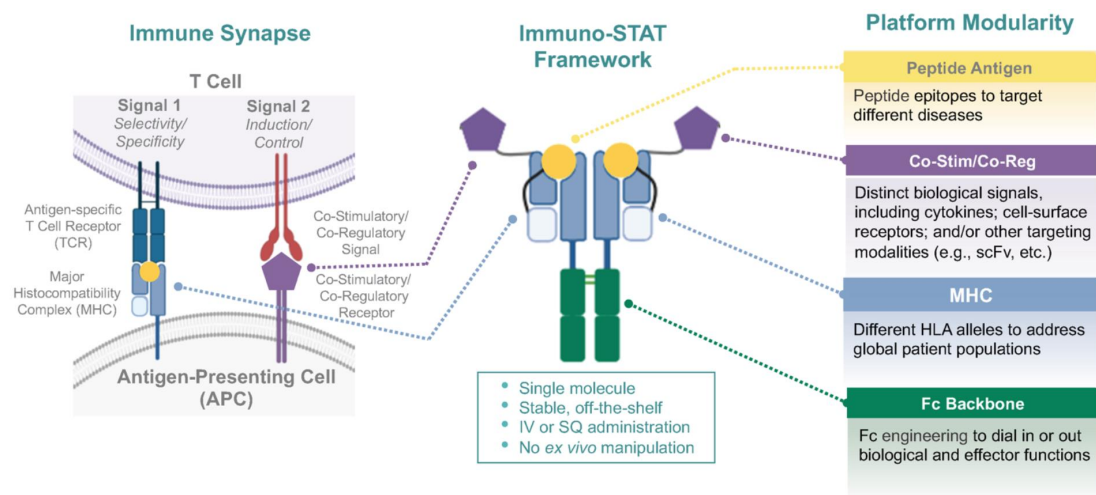 Immune Synapse
T Cell
Signal 1
Selectivity/
Specificity
Signal 2
Induction/
Control
Antigen-specific
T Cell Receptor
(TCR)
Major
Histocompatibility
Complex (MHC)
Co-Stimulatory/
Co-Regulatory
Signal
Co-Stimulatory/
Co-Regulatory
Receptor
Antigen-Presenting Cell
(APC)
Immuno-STAT
Framework
• Single molecule
• Stable, off-the-shelf
• IV or SQ administration
• No ex vivo manipulation
Platform Modularity
Peptide Antigen
Peptide epitopes to target
different diseases
Co-Stim/Co-Reg
Distinct biological signals,
including cytokines; cell-surface
receptors; and/or other targeting
modalities (e.g., scFv, etc.)
MHC
Different HLA alleles to address
global patient populations
Fc Backbone
Fc engineering to dial in or out
biological and effector functions